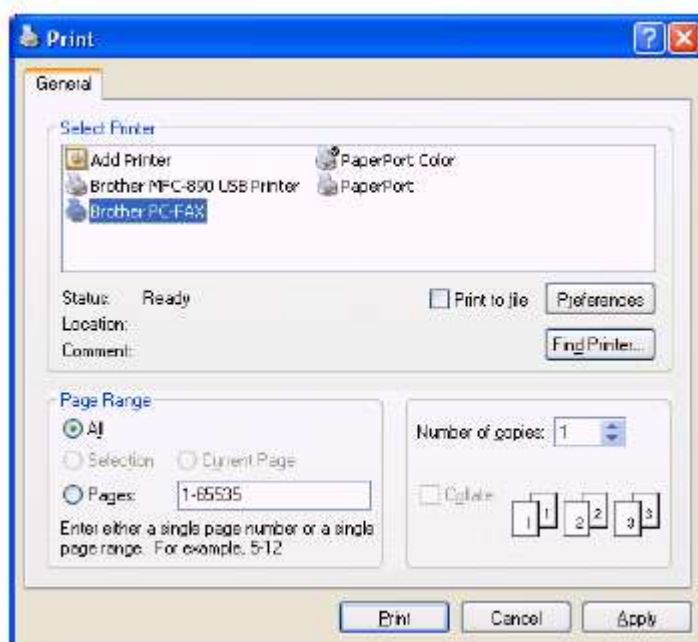 Print
General
Select Printer
Add Printer
PaperPort Color
Brother MFC-890 USB Printer
PaperPort
Brother PC-FAX
Status: Ready
Print to file
Preferences
Location:
Comment:
Find Printer...
Page Range
All
Selection
Current Page
Pages: 1-65535
Enter either a single page number or a single
page range. For example, 5-12
Number of copies: 1
Collate
1 1 2 2 3 3
Print
Cancel
Apply